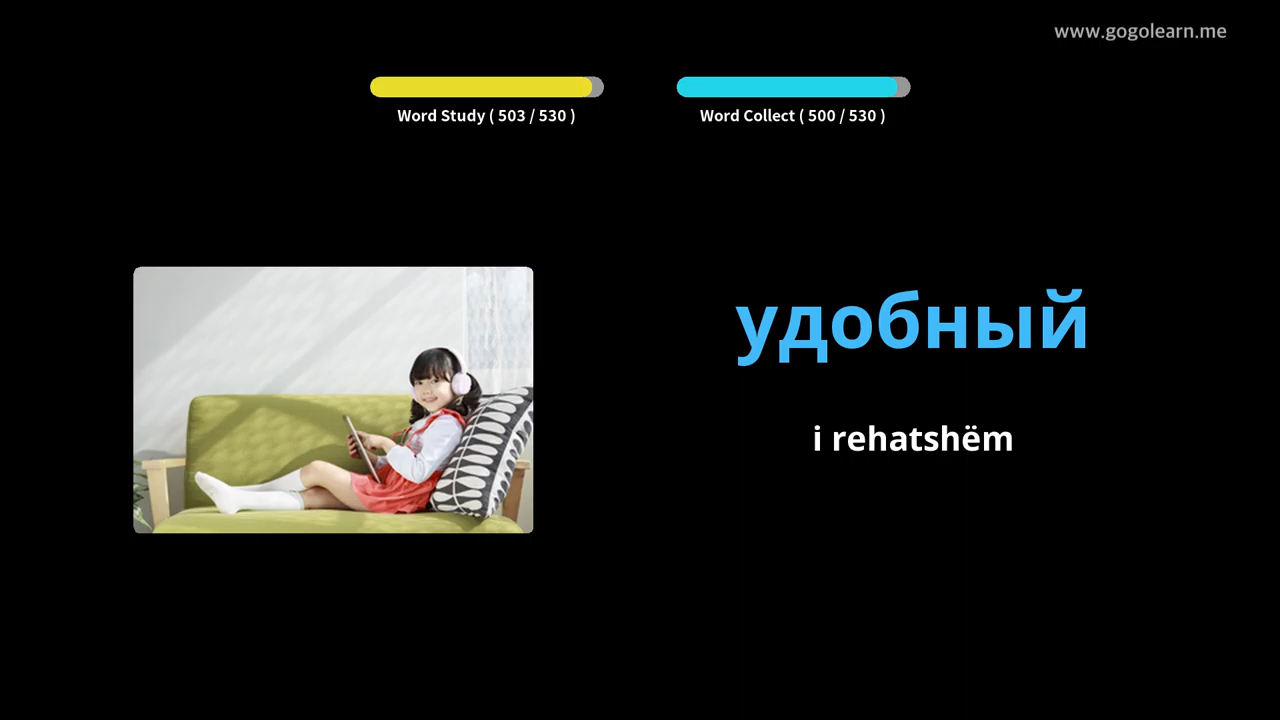 www.gogolearn.me
Word Study ( 503 / 530 )
Word Collect ( 500 / 530 )
удобный
i rehatshëm